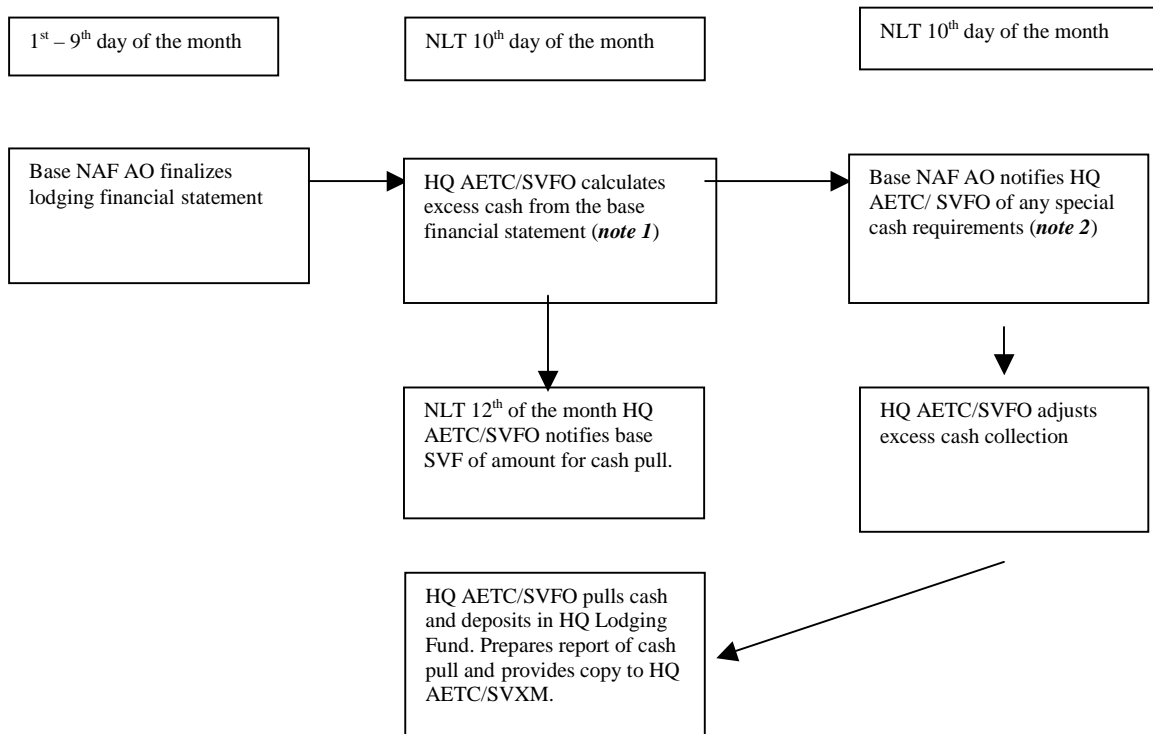 1st – 9th day of the month
NLT 10th day of the month
NLT 10th day of the month
Base NAF AO finalizes
lodging financial statement
HQ AETC/SVFO calculates
excess cash from the base
financial statement (note 1)
Base NAF AO notifies HQ
AETC/ SVFO of any special
cash requirements (note 2)
NLT 12th of the month HQ
AETC/SVFO notifies base
SVF of amount for cash pull.
HQ AETC/SVFO adjusts
excess cash collection
HQ AETC/SVFO pulls cash
and deposits in HQ Lodging
Fund. Prepares report of cash
pull and provides copy to HQ
AETC/SVXM.